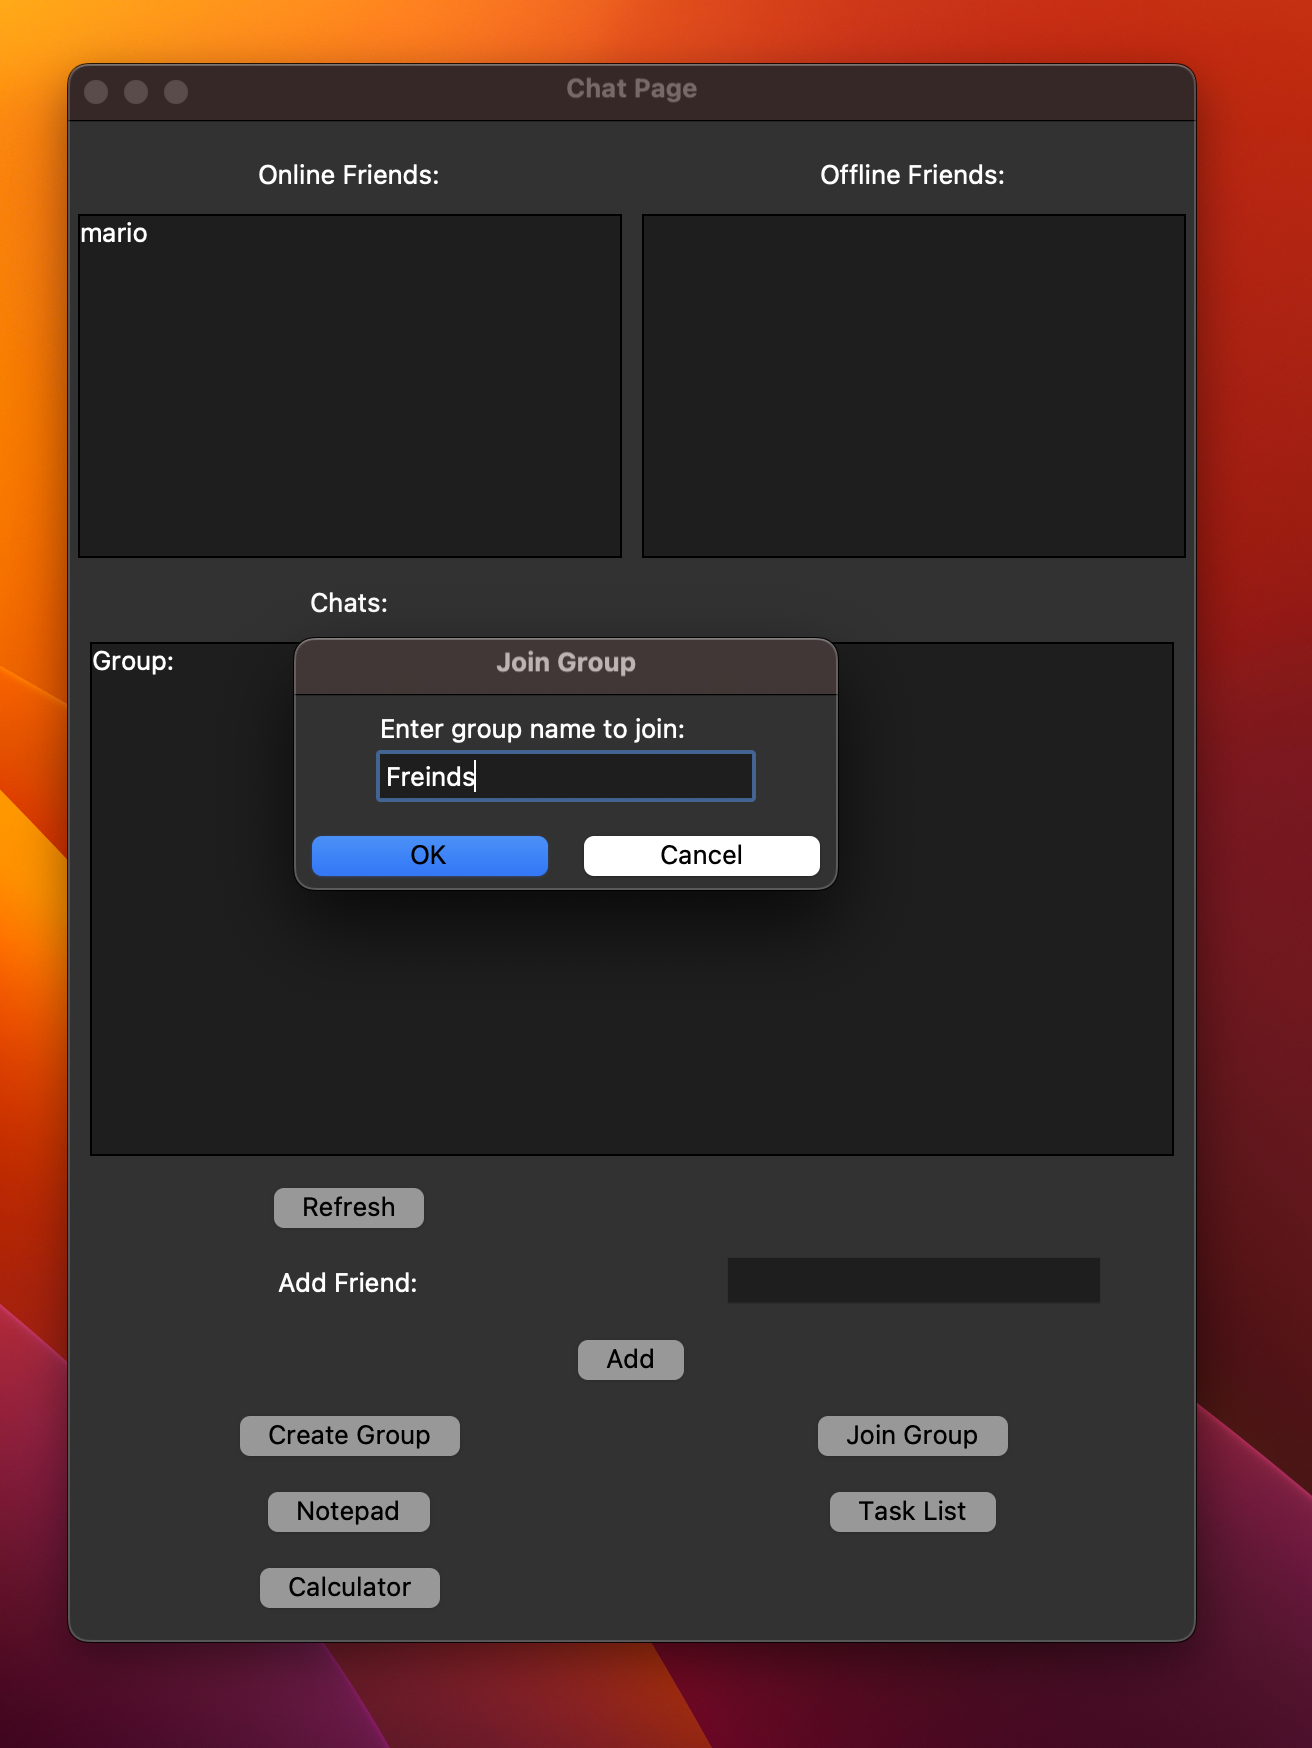 Chat Page
Online Friends:
Offline Friends:
mario
Chats:
Group:
Join Group
Enter group name to join:
Freinds
OK
Cancel
Refresh
Add Friend:
Add
Create Group
Join Group
Notepad
Task List
Calculator